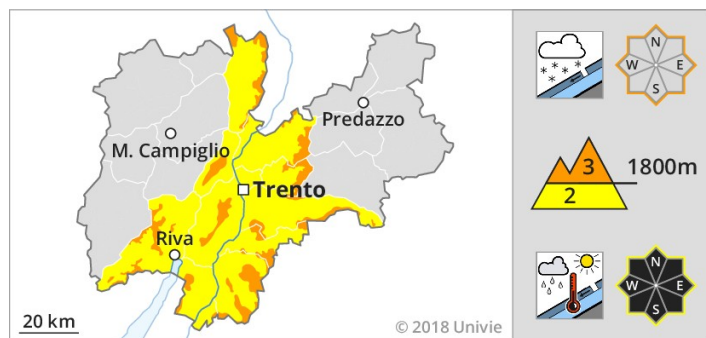 Predazzo
M. Campiglio
Trento
Riva
20 km
© 2018 Univie
N
W E
S
3
1800m
2
N
W E
S